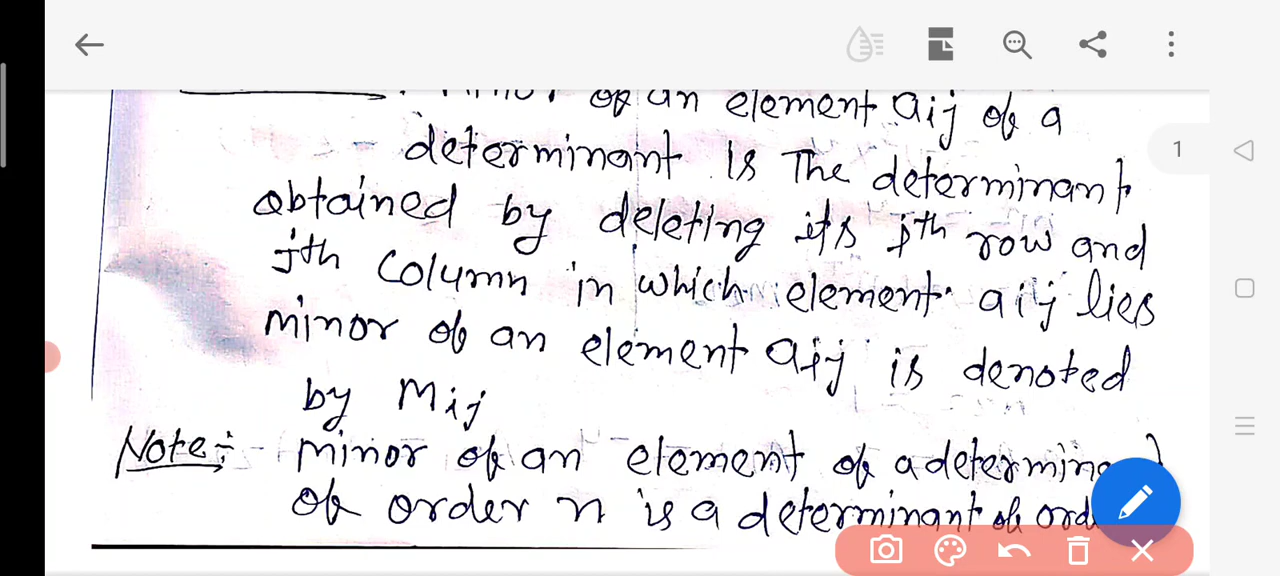 of an element aij of a
determinant is The determinant
obtained by deleting its jth row and
jth column in which element aij lies
minor of an element aij is denoted
by Mij
Note:- minor of an element of a
of order n is a determinant of
1